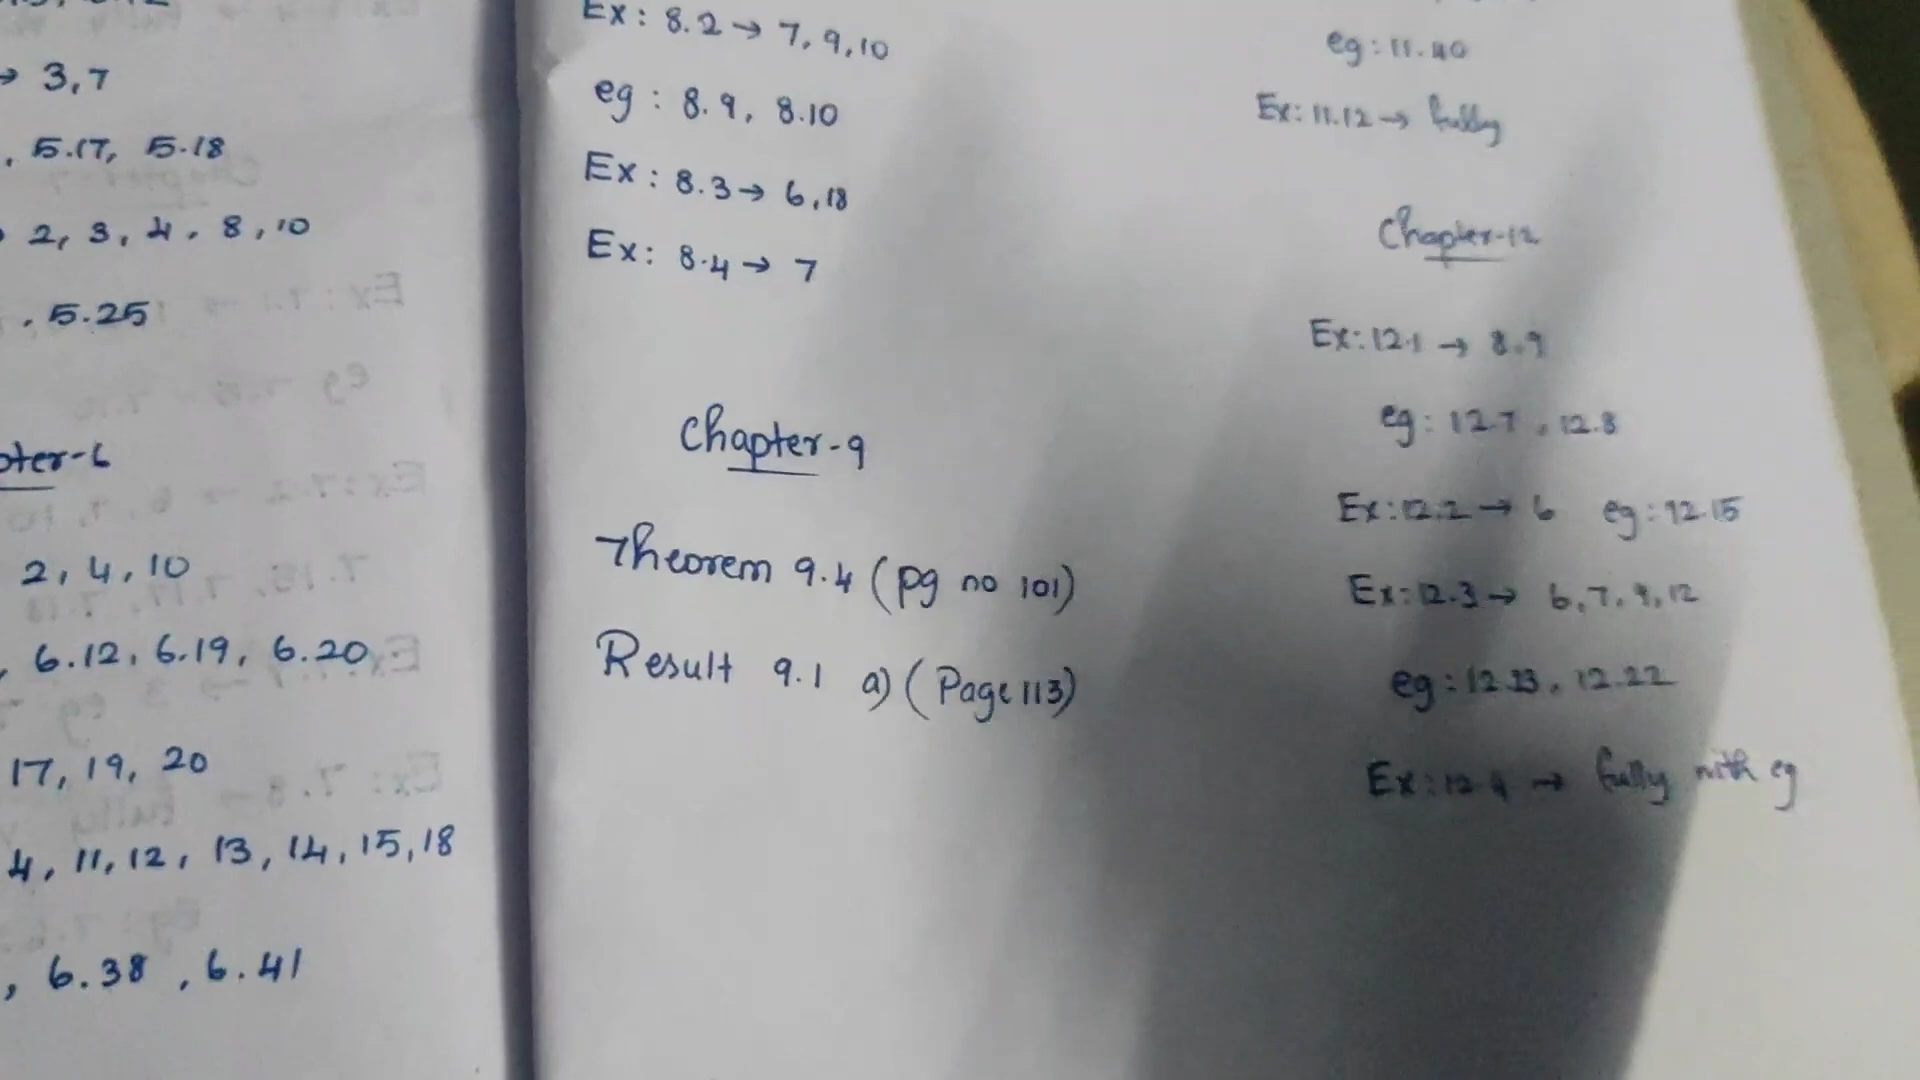 → 3,7
, 5.17, 5.18
2, 3, 4, 8, 10
, 5.25
pter-6
2, 4, 10
, 6.12, 6.19, 6.20
17, 19, 20
4, 11, 12, 13, 14, 15, 18
, 6.38, 6.41
Ex: 8.2 → 7, 9, 10
eg: 8.9, 8.10
Ex: 8.3 → 6, 18
Ex: 8.4 → 7
Chapter-9
Theorem 9.4 (pg no 101)
Result 9.1 a) (Page 113)
eg: 11.40
Ex: 11.12 → fully
Chapter-12
Ex: 12.1 → 8.9
eg: 12.7, 12.8
Ex: 12.2 → 6 eg: 12.15
Ex: 12.3 → 6, 7, 9, 12
eg: 12.23, 12.22
Ex: 12.4 → fully with eg